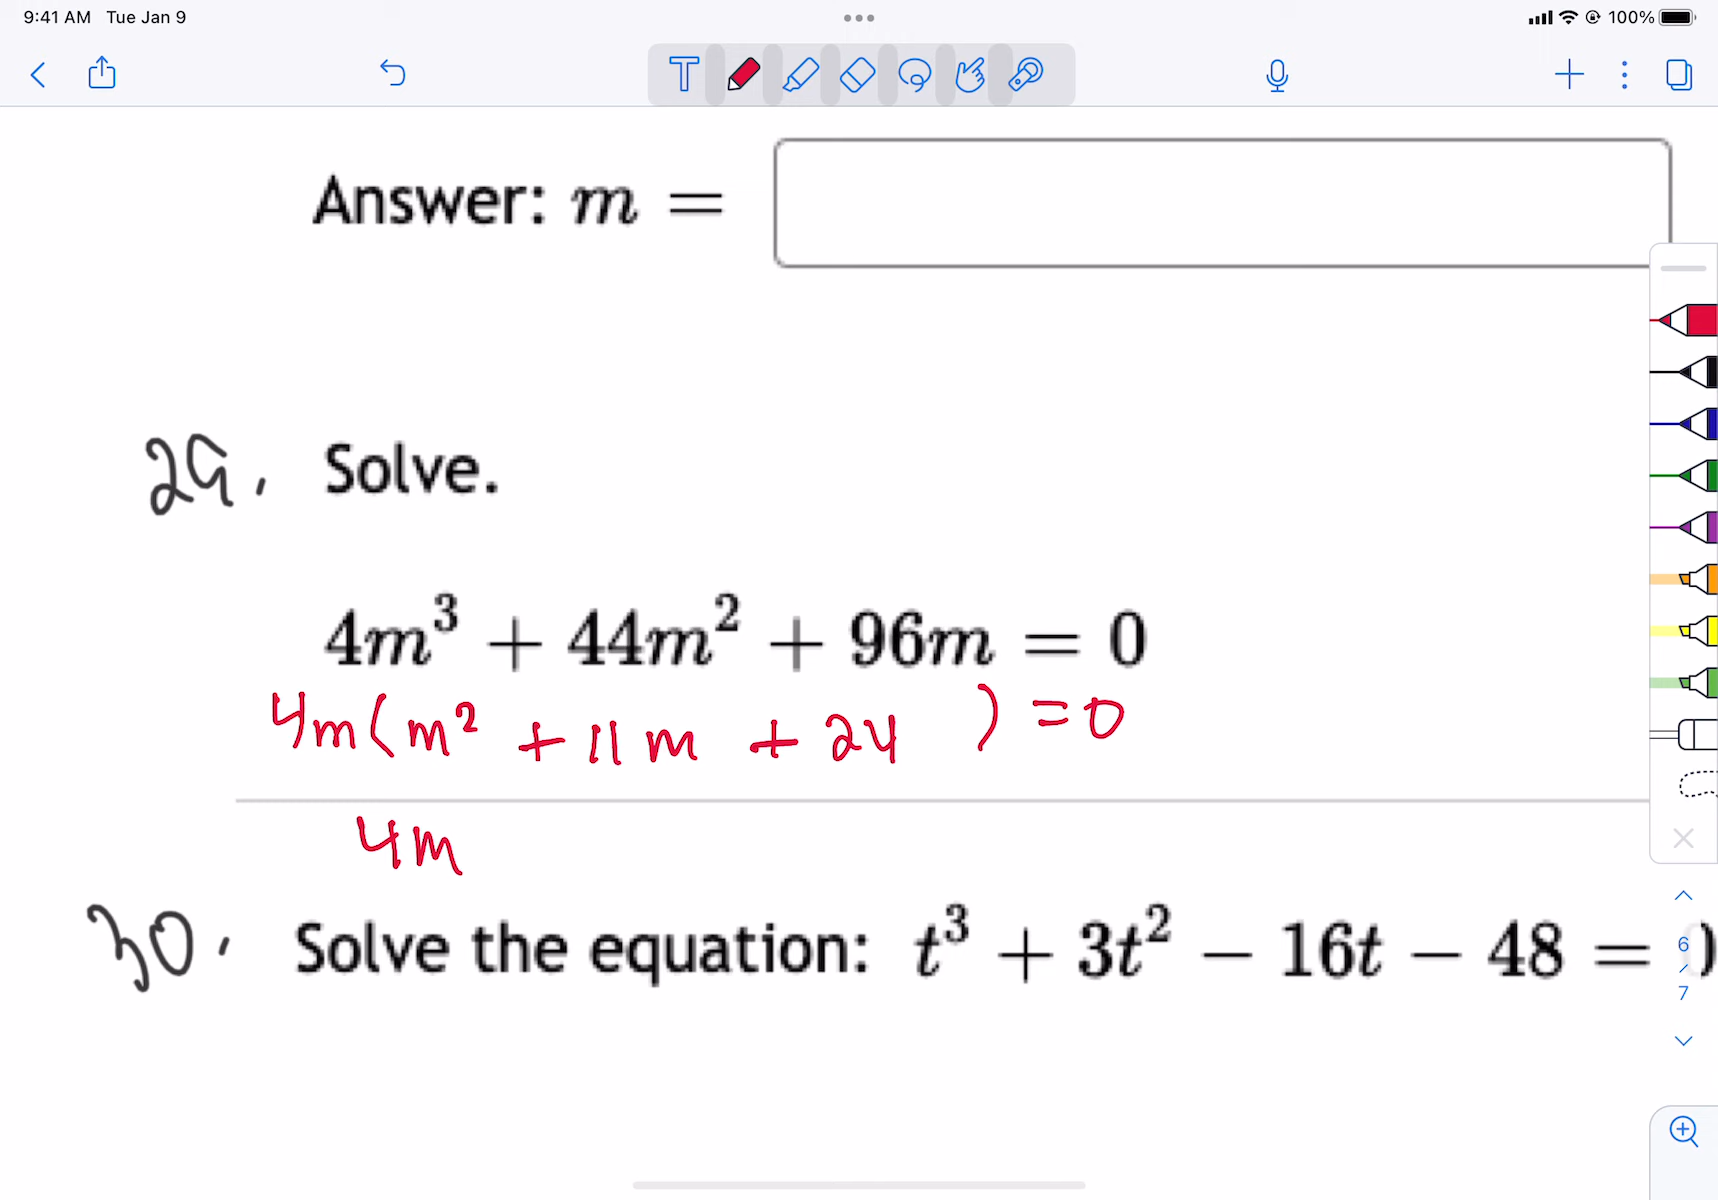 9:41 AM Tue Jan 9
100%
Answer: m =
29. Solve.
4m³ + 44m² + 96m = 0
4m(m² + 11m + 24 ) = 0
4m
30. Solve the equation: t³ + 3t² − 16t − 48 = 0
6
7